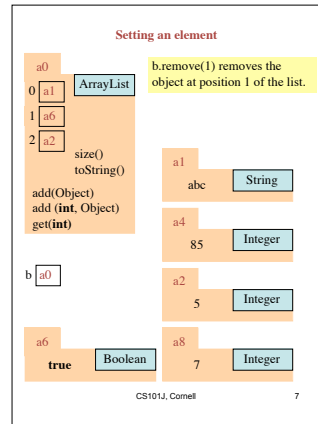 Setting an element
b.remove(1) removes the
object at position 1 of the list.
a0
ArrayList
0 a1
1 a6
2 a2
size()
toString()
add(Object)
add (int, Object)
get(int)
b a0
a1
abc String
a4
85 Integer
a2
5 Integer
a6
true Boolean
a8
7 Integer
CS101J, Cornell 7